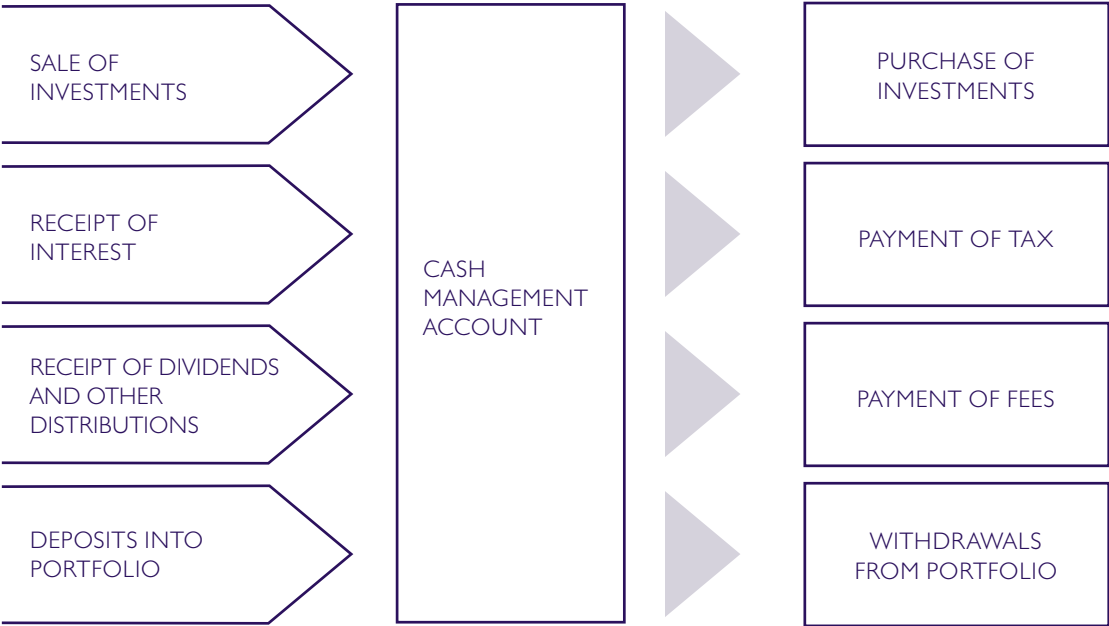 SALE OF
INVESTMENTS
RECEIPT OF
INTEREST
RECEIPT OF DIVIDENDS
AND OTHER
DISTRIBUTIONS
DEPOSITS INTO
PORTFOLIO
CASH
MANAGEMENT
ACCOUNT
PURCHASE OF
INVESTMENTS
PAYMENT OF TAX
PAYMENT OF FEES
WITHDRAWALS
FROM PORTFOLIO